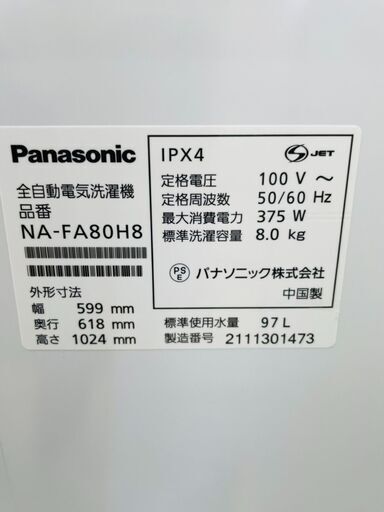 Panasonic
全自動電気洗濯機
品番
NA-FA80H8
外形寸法
幅 599 mm
奥行 618 mm
高さ 1024 mm
IPX4
S JET
定格電圧 100 V ～
定格周波数 50/60 Hz
最大消費電力 375 W
標準洗濯容量 8.0 kg
PS E パナソニック株式会社
中国製
標準使用水量 97 L
製造番号 2111301473